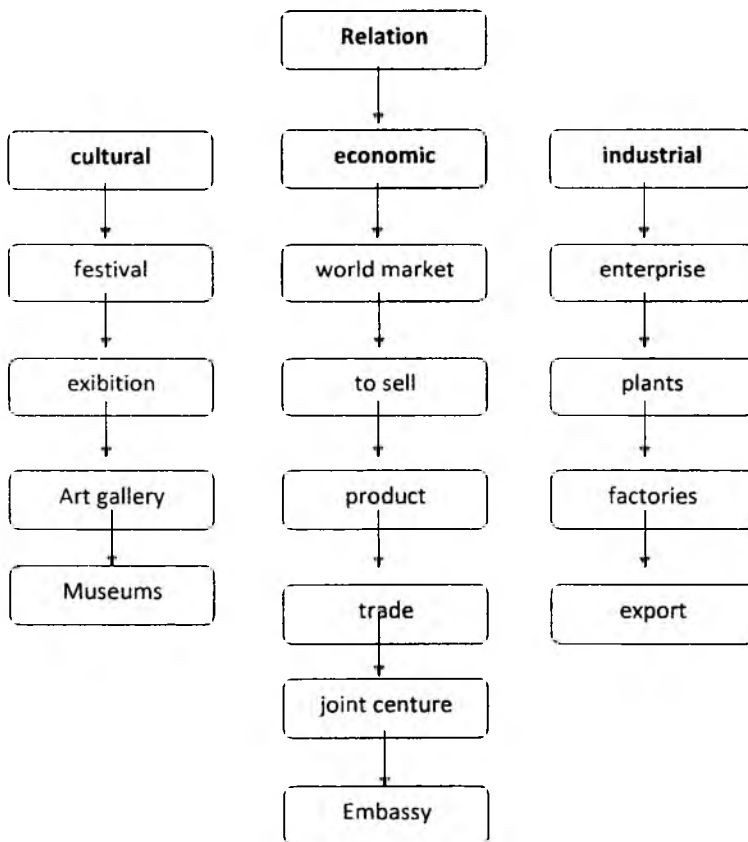 Relation
cultural
economic
industrial
festival
world market
enterprise
exibition
to sell
plants
Art gallery
product
factories
Museums
trade
export
joint centure
Embassy